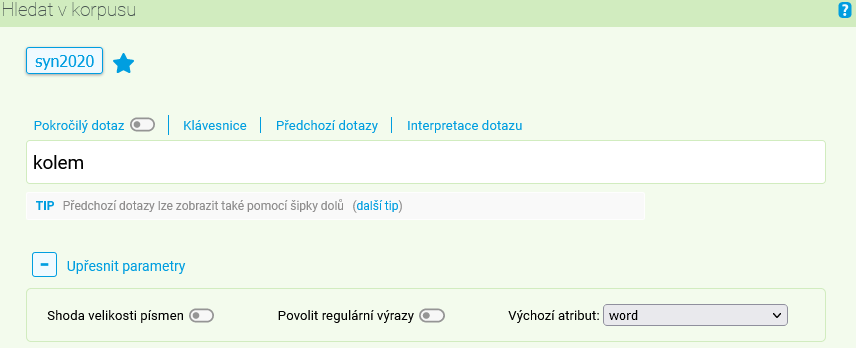 Hledat v korpusu ?
syn2020
Pokročilý dotaz Klávesnice Předchozí dotazy Interpretace dotazu
kolem
TIP Předchozí dotazy lze zobrazit také pomocí šipky dolů (další tip)
− Upřesnit parametry
Shoda velikosti písmen Povolit regulární výrazy Výchozí atribut: word